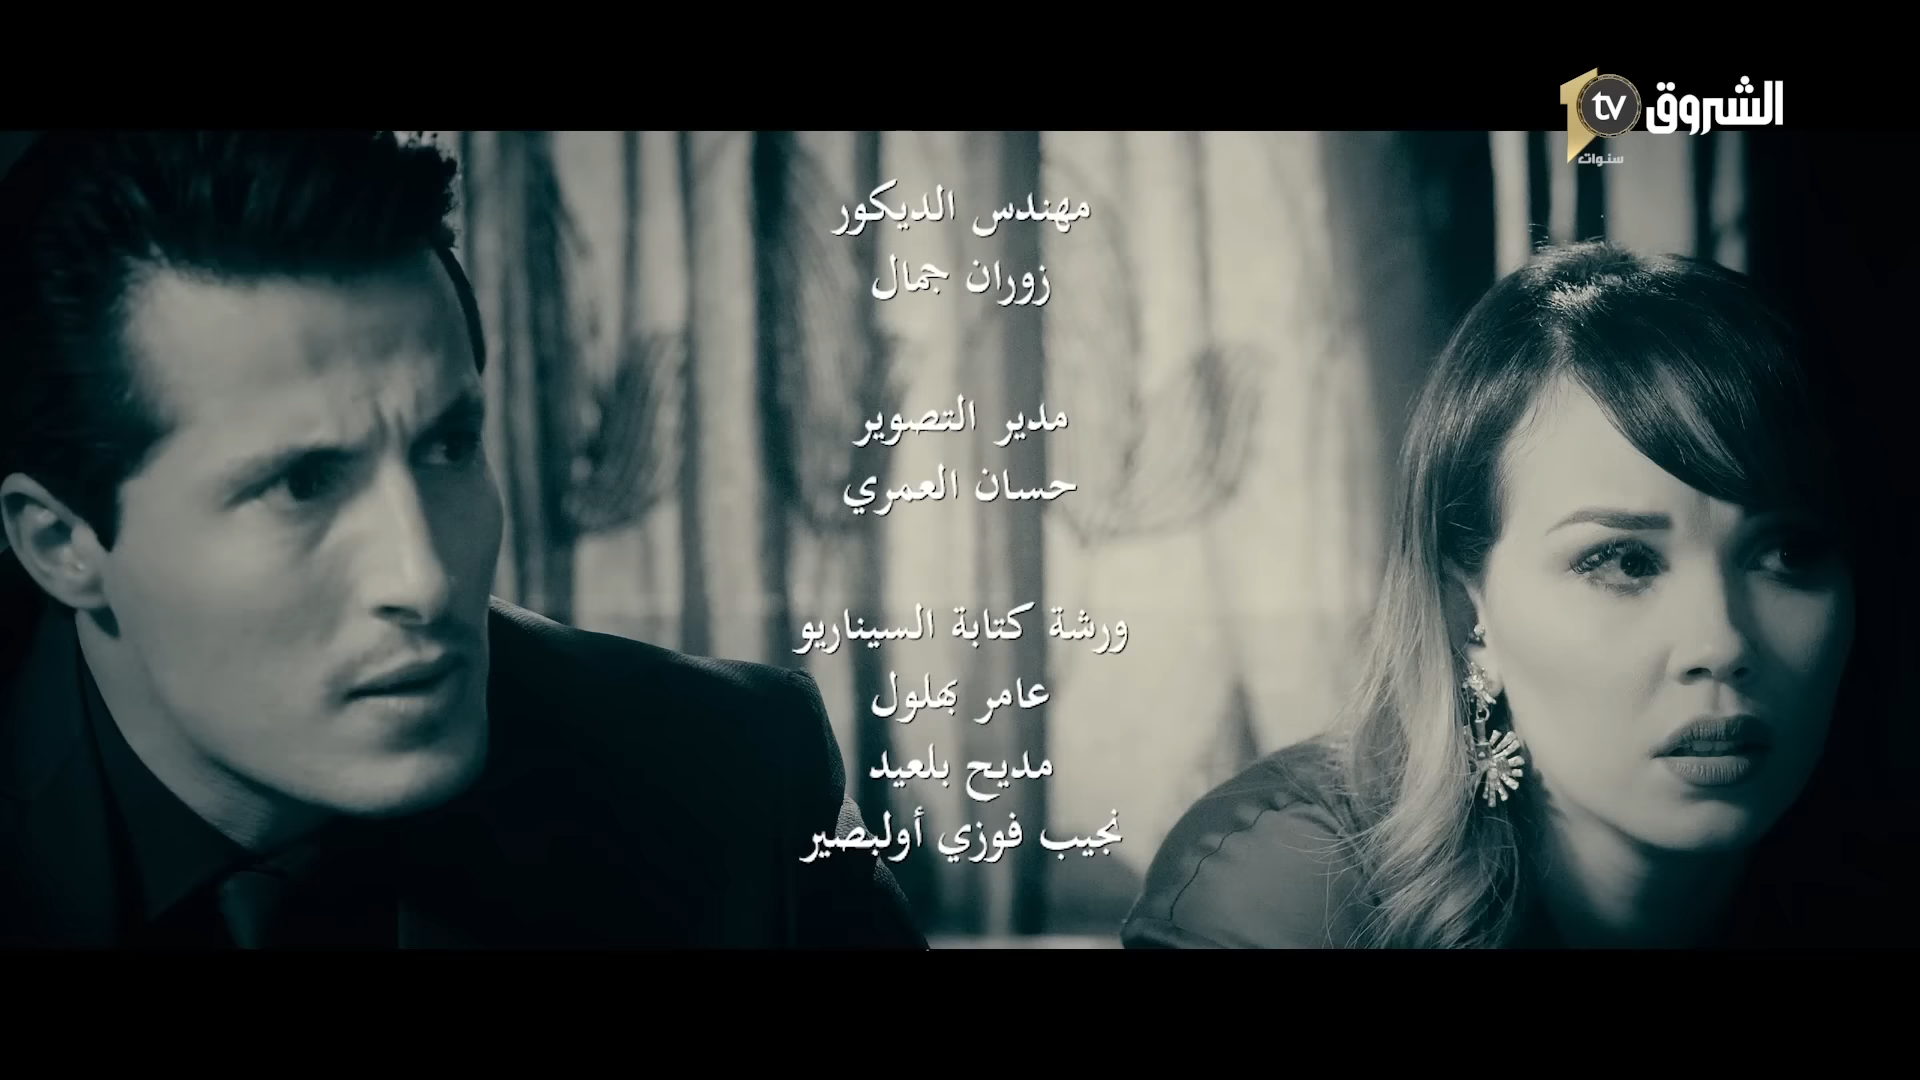 الشروق tv
10 سنوات
مهندس الديكور
زوران جمال
مدير التصوير
حسان العمري
ورشة كتابة السيناريو
عامر بهلول
مديح بلعيد
نجيب فوزي أولبصير